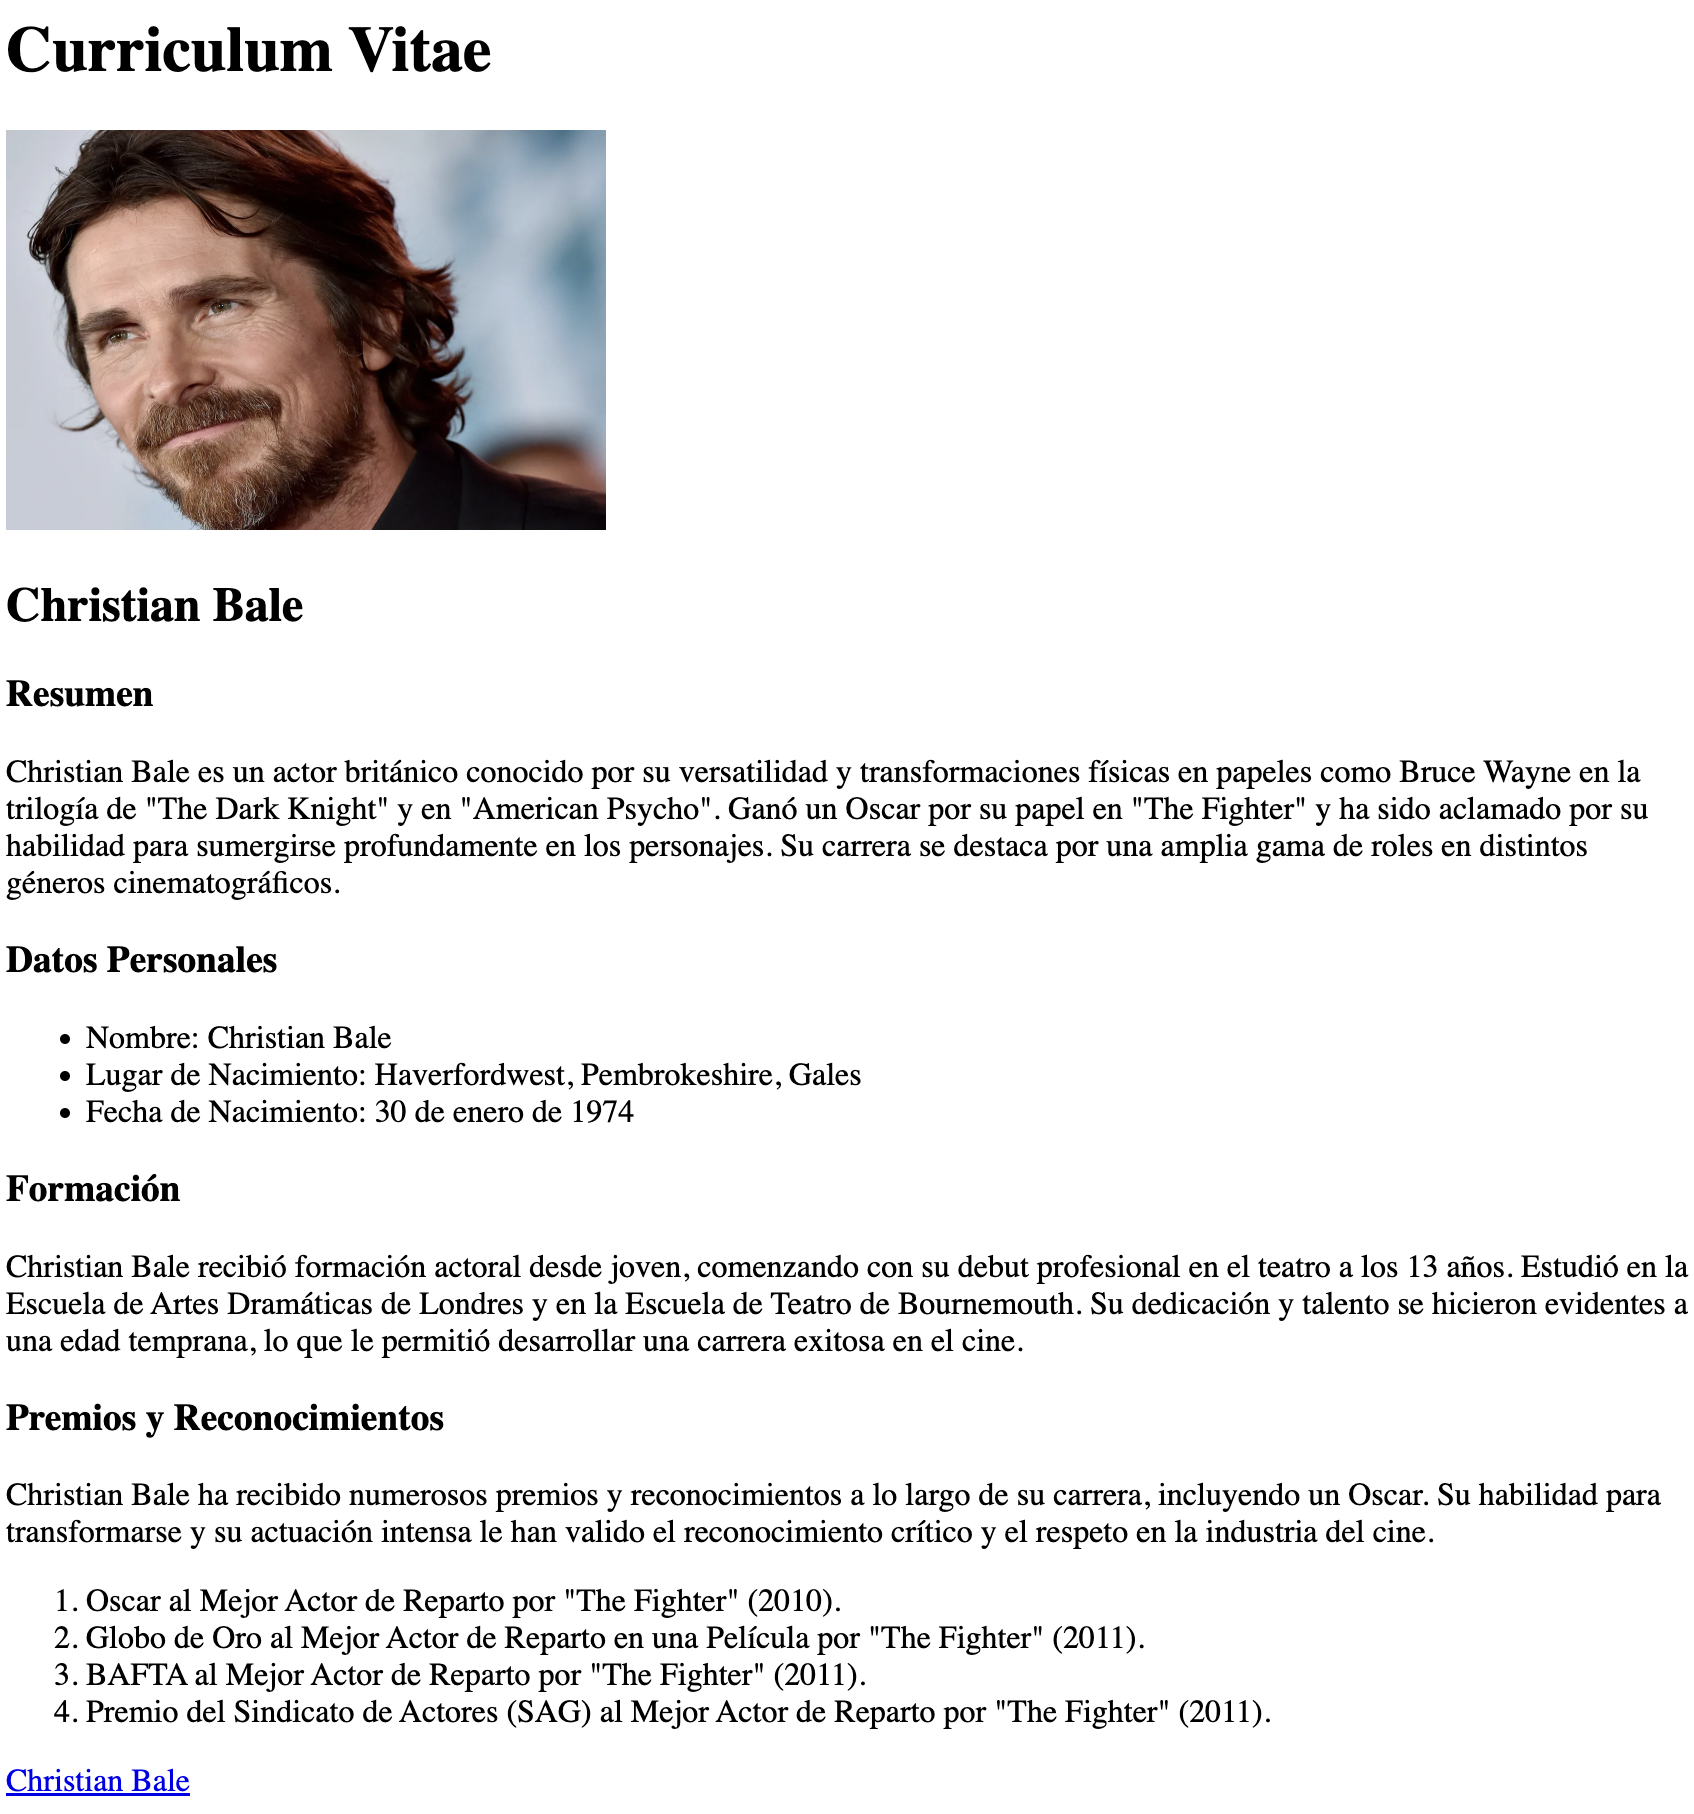 Curriculum Vitae
Christian Bale
Resumen
Christian Bale es un actor británico conocido por su versatilidad y transformaciones físicas en papeles como Bruce Wayne en la
trilogía de "The Dark Knight" y en "American Psycho". Ganó un Oscar por su papel en "The Fighter" y ha sido aclamado por su
habilidad para sumergirse profundamente en los personajes. Su carrera se destaca por una amplia gama de roles en distintos
géneros cinematográficos.
Datos Personales
• Nombre: Christian Bale
• Lugar de Nacimiento: Haverfordwest, Pembrokeshire, Gales
• Fecha de Nacimiento: 30 de enero de 1974
Formación
Christian Bale recibió formación actoral desde joven, comenzando con su debut profesional en el teatro a los 13 años. Estudió en la
Escuela de Artes Dramáticas de Londres y en la Escuela de Teatro de Bournemouth. Su dedicación y talento se hicieron evidentes a
una edad temprana, lo que le permitió desarrollar una carrera exitosa en el cine.
Premios y Reconocimientos
Christian Bale ha recibido numerosos premios y reconocimientos a lo largo de su carrera, incluyendo un Oscar. Su habilidad para
transformarse y su actuación intensa le han valido el reconocimiento crítico y el respeto en la industria del cine.
1. Oscar al Mejor Actor de Reparto por "The Fighter" (2010).
2. Globo de Oro al Mejor Actor de Reparto en una Película por "The Fighter" (2011).
3. BAFTA al Mejor Actor de Reparto por "The Fighter" (2011).
4. Premio del Sindicato de Actores (SAG) al Mejor Actor de Reparto por "The Fighter" (2011).
Christian Bale